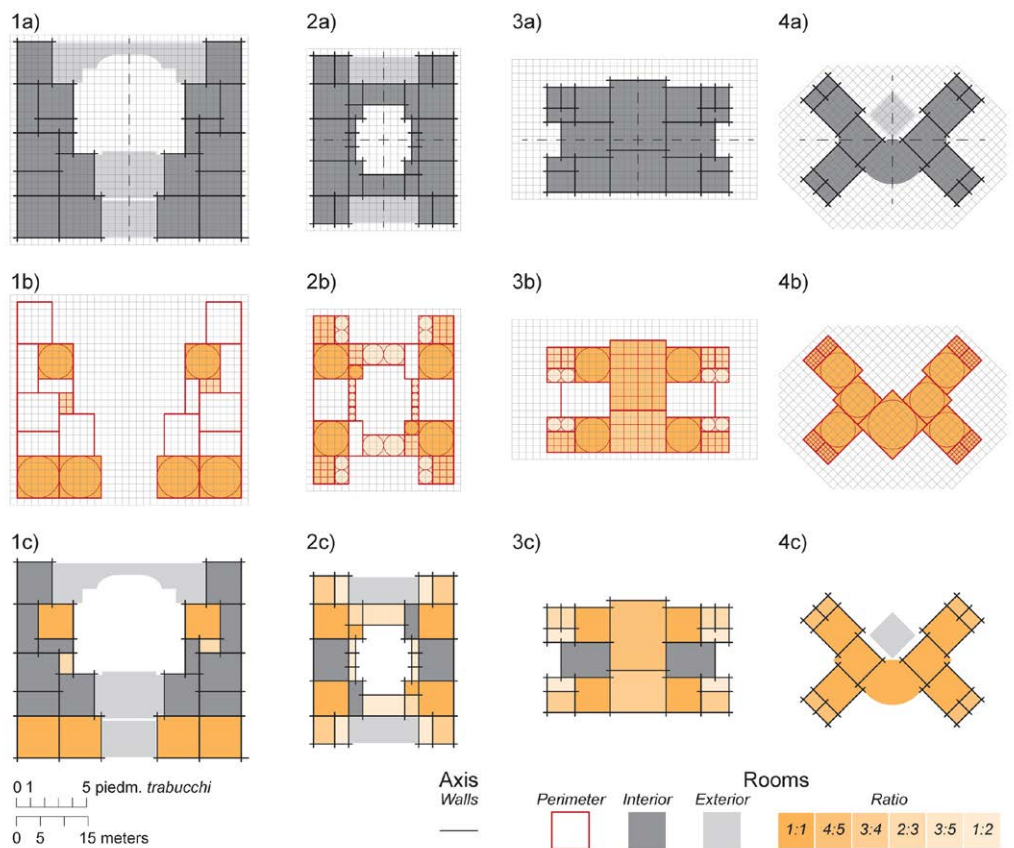 1a) 2a) 3a) 4a)
1b) 2b) 3b) 4b)
1c) 2c) 3c) 4c)
0 1 5 piedm. trabucchi
0 5 15 meters
Axis
Walls
Rooms
Perimeter Interior Exterior Ratio
1:1 4:5 3:4 2:3 3:5 1:2